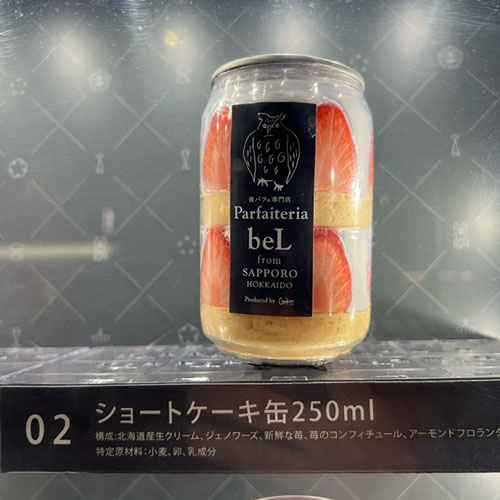 夜パフェ専門店
Parfaiteria
beL
from
SAPPORO
HOKKAIDO
Produced by
02
ショートケーキ缶250ml
構成:北海道産生クリーム、ジェノワーズ、新鮮な苺、苺のコンフィチュール、アーモンドフロランタ
特定原材料:小麦、卵、乳成分